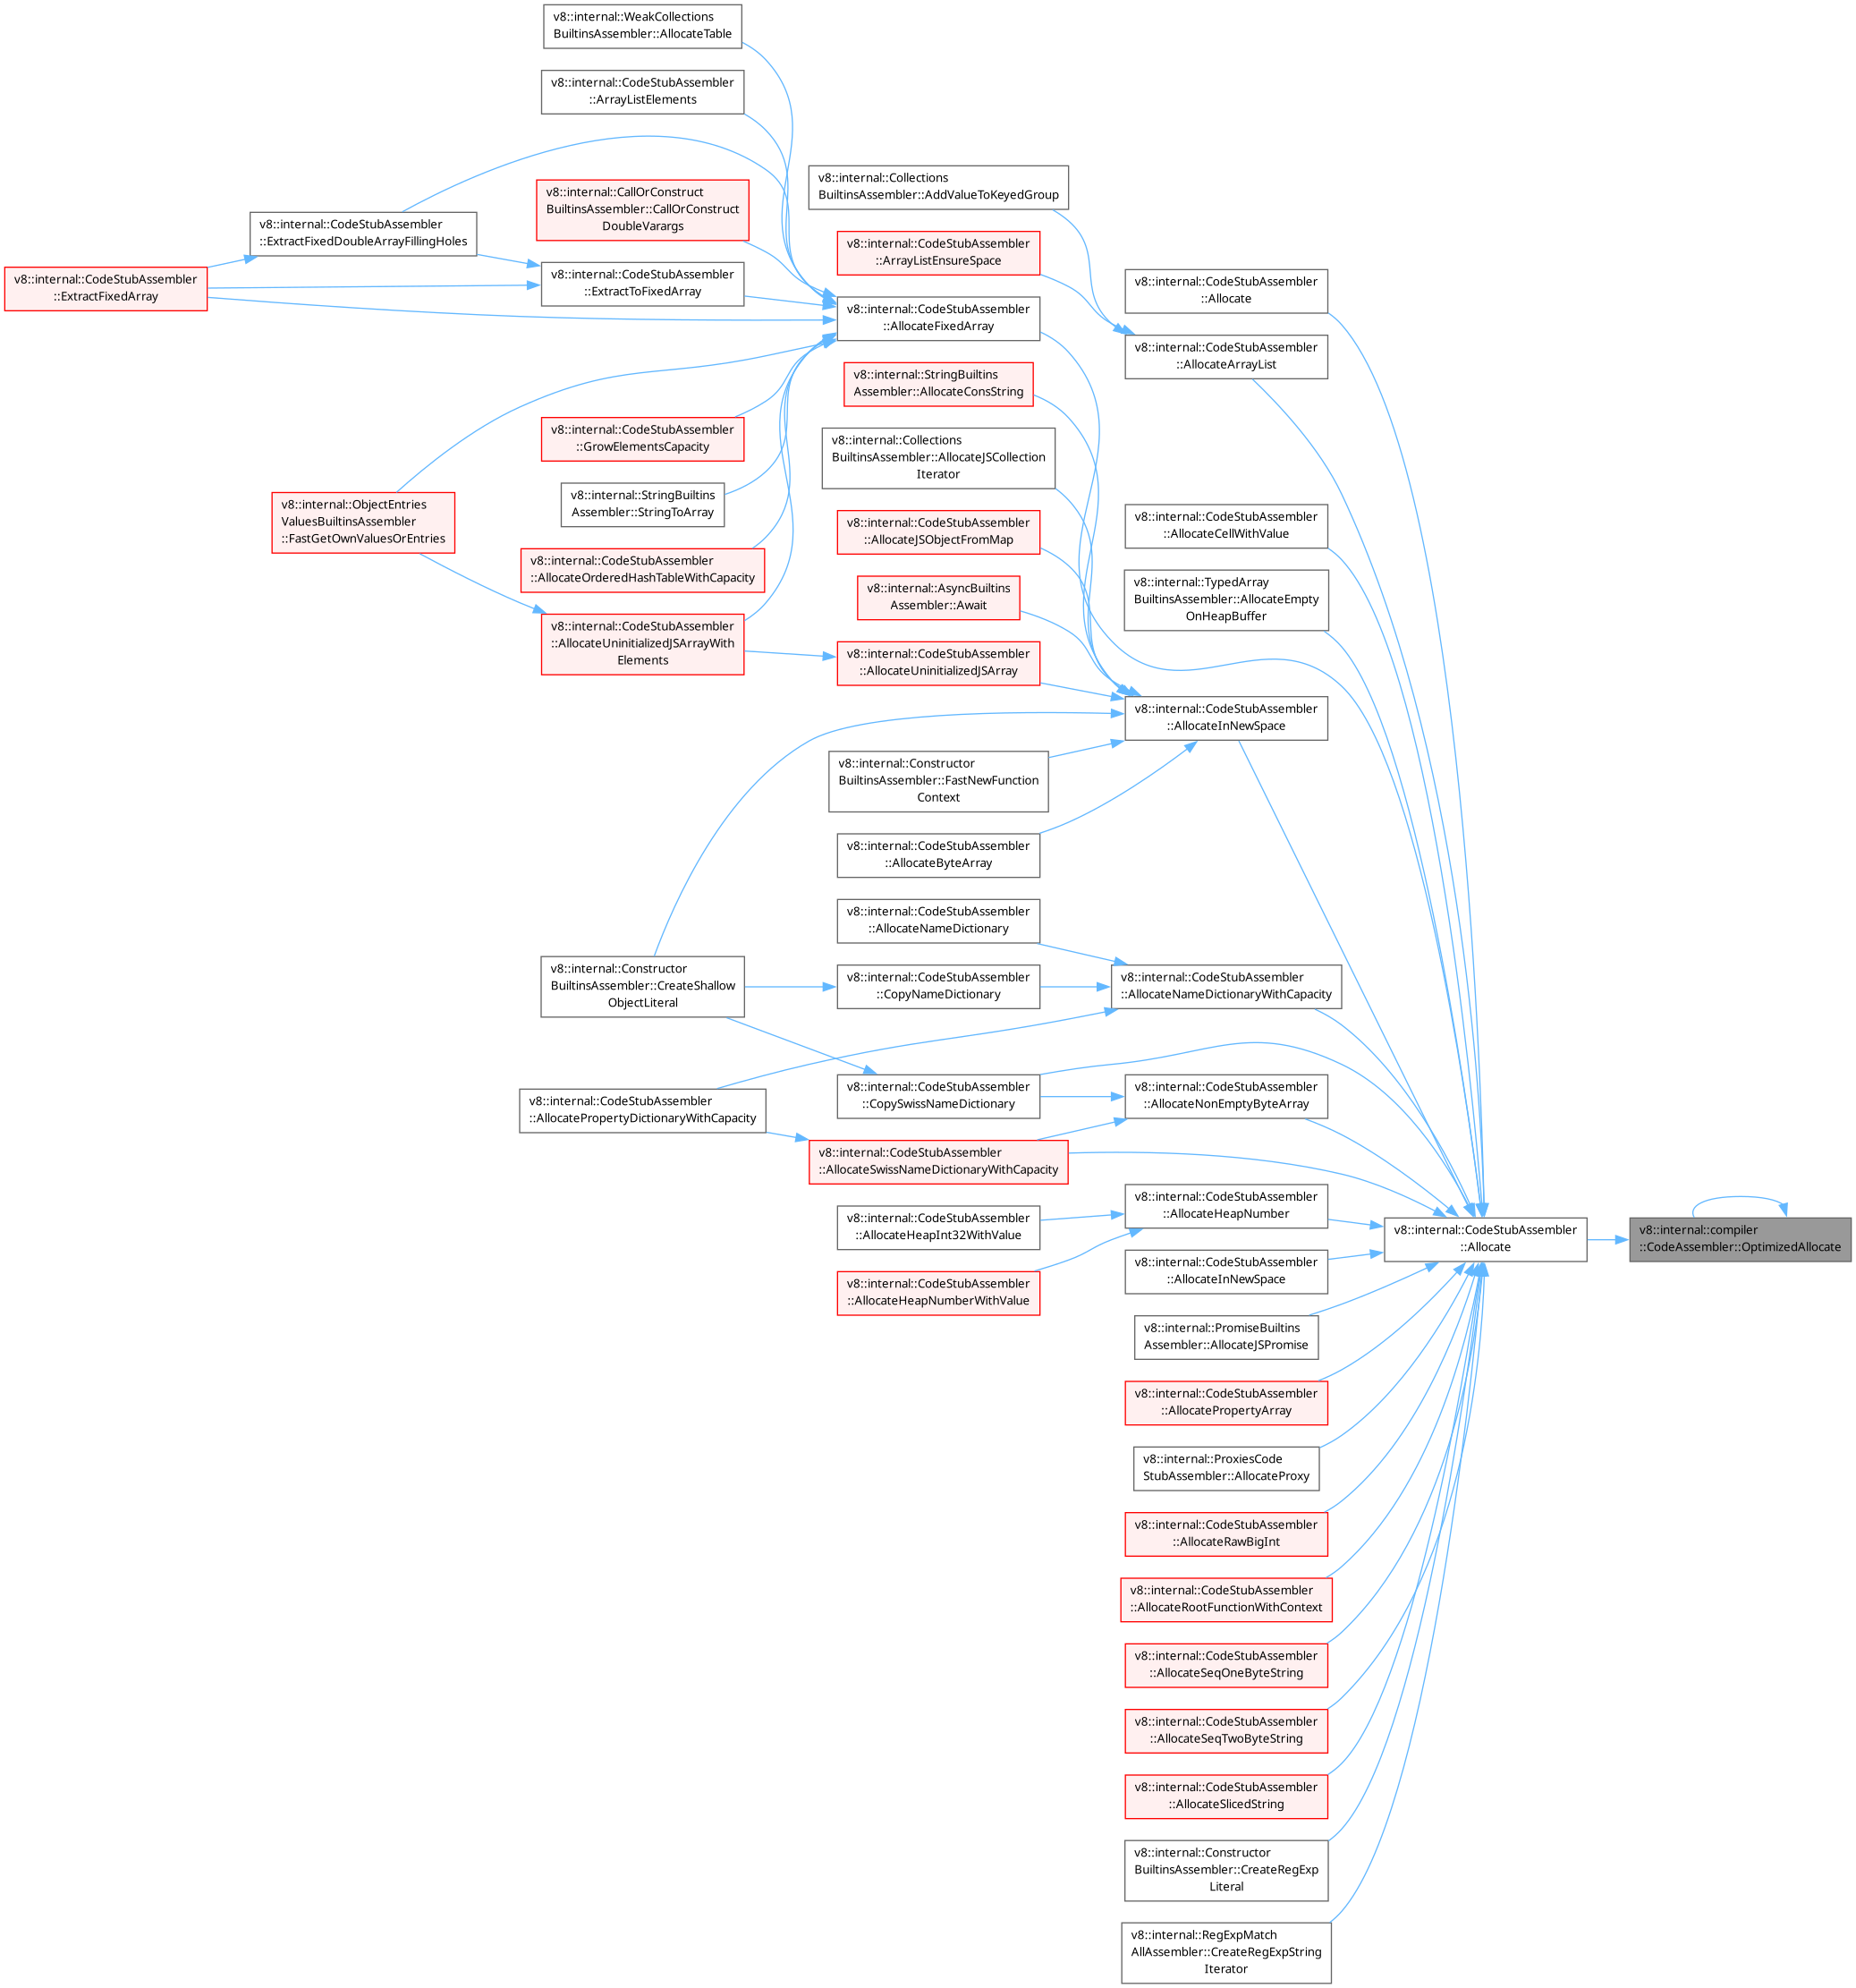 v8::internal::WeakCollections
BuiltinsAssembler::AllocateTable
v8::internal::CodeStubAssembler
::ArrayListElements
v8::internal::CallOrConstruct
BuiltinsAssembler::CallOrConstruct
DoubleVarargs
v8::internal::CodeStubAssembler
::ExtractFixedDoubleArrayFillingHoles
v8::internal::CodeStubAssembler
::ExtractFixedArray
v8::internal::CodeStubAssembler
::ExtractToFixedArray
v8::internal::CodeStubAssembler
::GrowElementsCapacity
v8::internal::StringBuiltins
Assembler::StringToArray
v8::internal::ObjectEntries
ValuesBuiltinsAssembler
::FastGetOwnValuesOrEntries
v8::internal::CodeStubAssembler
::AllocateOrderedHashTableWithCapacity
v8::internal::CodeStubAssembler
::AllocateUninitializedJSArrayWith
Elements
v8::internal::Constructor
BuiltinsAssembler::CreateShallow
ObjectLiteral
v8::internal::CodeStubAssembler
::AllocatePropertyDictionaryWithCapacity
v8::internal::Collections
BuiltinsAssembler::AddValueToKeyedGroup
v8::internal::CodeStubAssembler
::ArrayListEnsureSpace
v8::internal::CodeStubAssembler
::AllocateFixedArray
v8::internal::StringBuiltins
Assembler::AllocateConsString
v8::internal::Collections
BuiltinsAssembler::AllocateJSCollection
Iterator
v8::internal::CodeStubAssembler
::AllocateJSObjectFromMap
v8::internal::AsyncBuiltins
Assembler::Await
v8::internal::CodeStubAssembler
::AllocateUninitializedJSArray
v8::internal::Constructor
BuiltinsAssembler::FastNewFunction
Context
v8::internal::CodeStubAssembler
::AllocateByteArray
v8::internal::CodeStubAssembler
::AllocateNameDictionary
v8::internal::CodeStubAssembler
::CopyNameDictionary
v8::internal::CodeStubAssembler
::CopySwissNameDictionary
v8::internal::CodeStubAssembler
::AllocateSwissNameDictionaryWithCapacity
v8::internal::CodeStubAssembler
::AllocateHeapInt32WithValue
v8::internal::CodeStubAssembler
::AllocateHeapNumberWithValue
v8::internal::CodeStubAssembler
::Allocate
v8::internal::CodeStubAssembler
::AllocateArrayList
v8::internal::CodeStubAssembler
::AllocateCellWithValue
v8::internal::TypedArray
BuiltinsAssembler::AllocateEmpty
OnHeapBuffer
v8::internal::CodeStubAssembler
::AllocateInNewSpace
v8::internal::CodeStubAssembler
::AllocateNameDictionaryWithCapacity
v8::internal::CodeStubAssembler
::AllocateNonEmptyByteArray
v8::internal::CodeStubAssembler
::AllocateHeapNumber
v8::internal::CodeStubAssembler
::AllocateInNewSpace
v8::internal::PromiseBuiltins
Assembler::AllocateJSPromise
v8::internal::CodeStubAssembler
::AllocatePropertyArray
v8::internal::ProxiesCode
StubAssembler::AllocateProxy
v8::internal::CodeStubAssembler
::AllocateRawBigInt
v8::internal::CodeStubAssembler
::AllocateRootFunctionWithContext
v8::internal::CodeStubAssembler
::AllocateSeqOneByteString
v8::internal::CodeStubAssembler
::AllocateSeqTwoByteString
v8::internal::CodeStubAssembler
::AllocateSlicedString
v8::internal::Constructor
BuiltinsAssembler::CreateRegExp
Literal
v8::internal::RegExpMatch
AllAssembler::CreateRegExpString
Iterator
v8::internal::CodeStubAssembler
::Allocate
v8::internal::compiler
::CodeAssembler::OptimizedAllocate